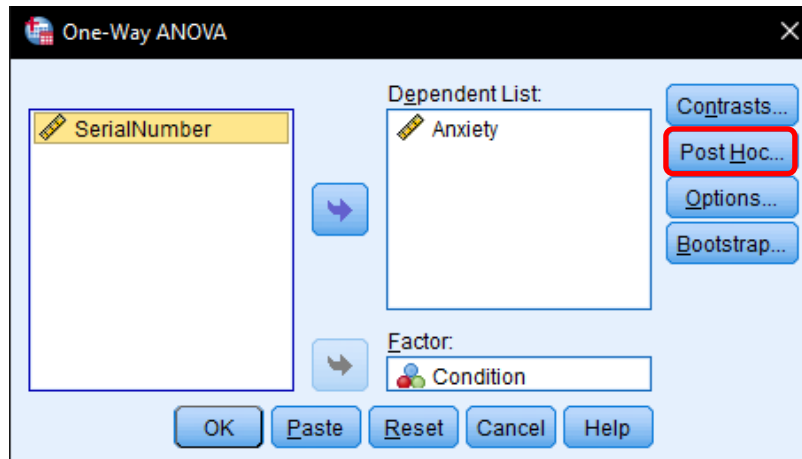 One-Way ANOVA
SerialNumber
Dependent List:
Anxiety
Factor:
Condition
Contrasts...
Post Hoc...
Options...
Bootstrap...
OK
Paste
Reset
Cancel
Help